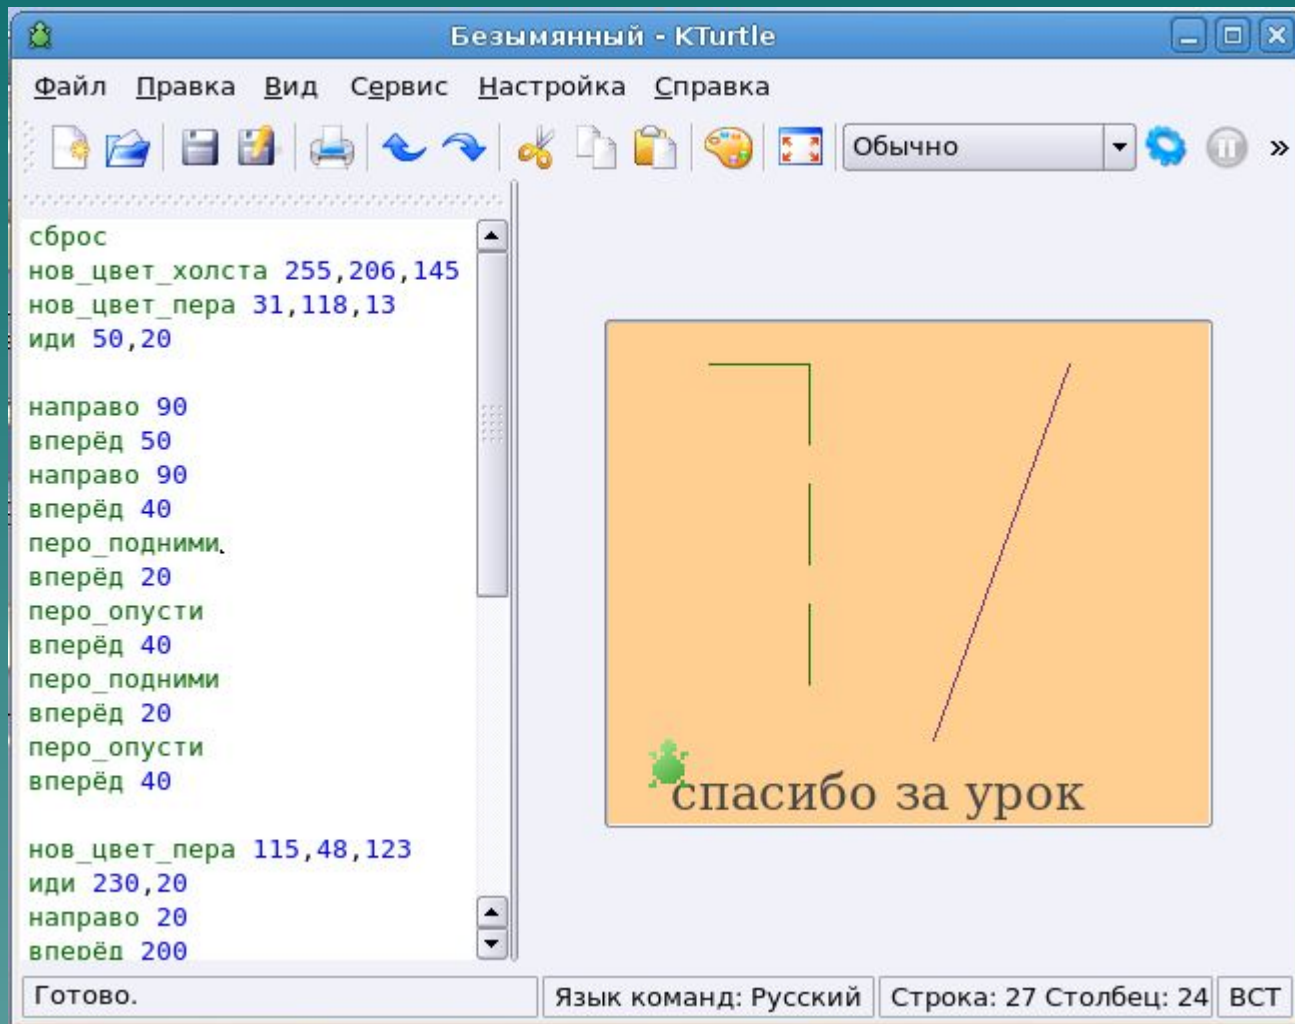 Безымянный - KTurtle
Файл Правка Вид Сервис Настройка Справка
Обычно »
сброс
нов_цвет_холста 255,206,145
нов_цвет_пера 31,118,13
иди 50,20
направо 90
вперёд 50
направо 90
вперёд 40
перо_подними
вперёд 20
перо_опусти
вперёд 40
перо_подними
вперёд 20
перо_опусти
вперёд 40
нов_цвет_пера 115,48,123
иди 230,20
направо 20
вперёд 200
спасибо за урок
Готово. Язык команд: Русский Строка: 27 Столбец: 24 ВСТ